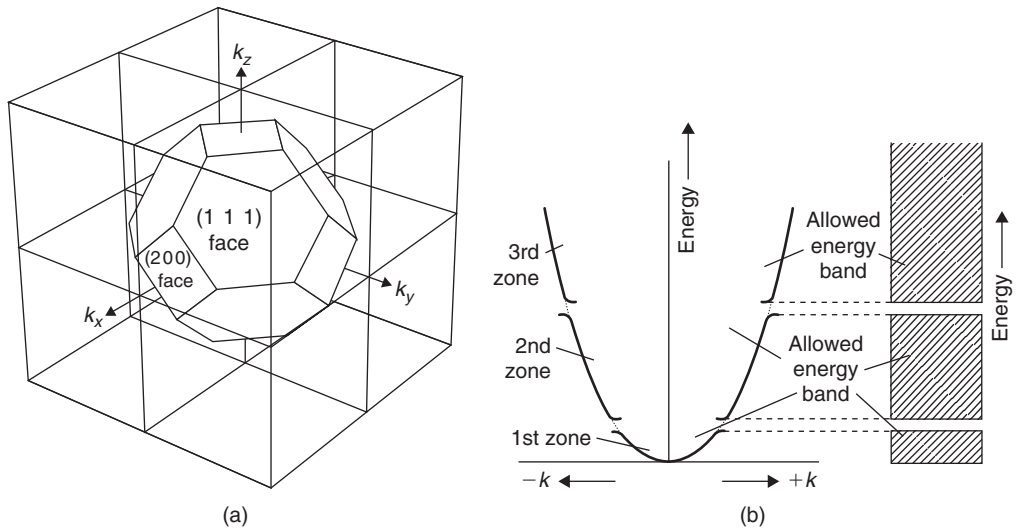 k_z
(1 1 1)
face
(200)
face
k_x
k_y
(a)
Energy
3rd
zone
2nd
zone
1st zone
Allowed
energy
band
Allowed
energy
band
Energy
−k
+k
(b)